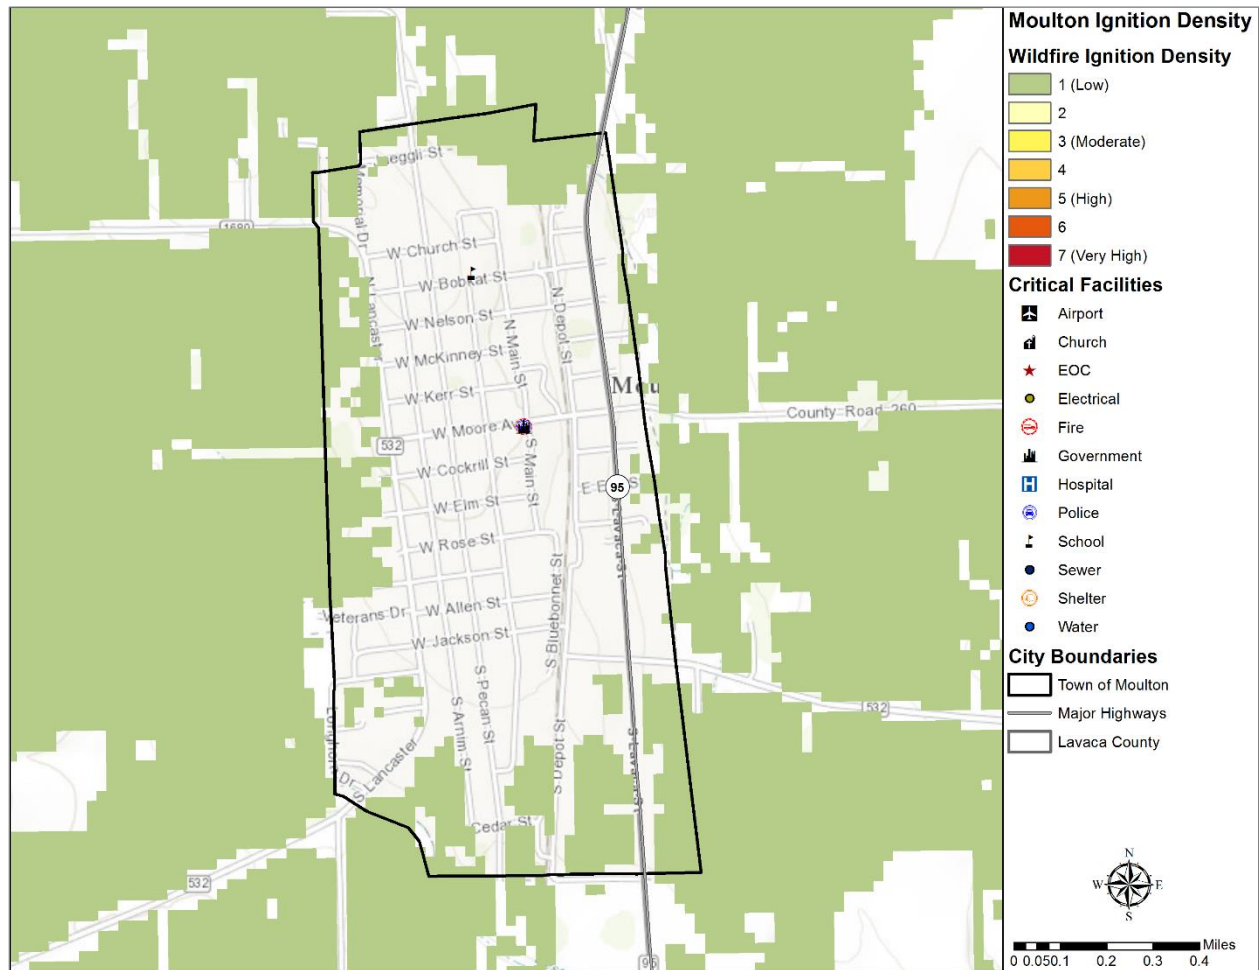 Moulton Ignition Density
Wildfire Ignition Density
1 (Low)
2
3 (Moderate)
4
5 (High)
6
7 (Very High)
Critical Facilities
Airport
Church
EOC
Electrical
Fire
Government
Hospital
Police
School
Sewer
Shelter
Water
City Boundaries
Town of Moulton
Major Highways
Lavaca County
N
W E
S
Miles
0 0.050.1 0.2 0.3 0.4
eggli St
Memorial Dr
1680
W Church St
W Bobkat St
N Lancaster
W Nelson St
N Main St
N Depot St
W McKinney St
W Kerr St
Mou
County Road 260
W Moore Av
532
S Main St
W Cockrill St
95
W Elm St
S Lavaca St
W Rose St
S Bluebonnet St
W Allen St
Veterans Dr
W Jackson St
S Pecan St
S Arnim St
532
S Depot St
S Lavaca St
Longhorn Dr
S Lancaster
Cedar St
532
95